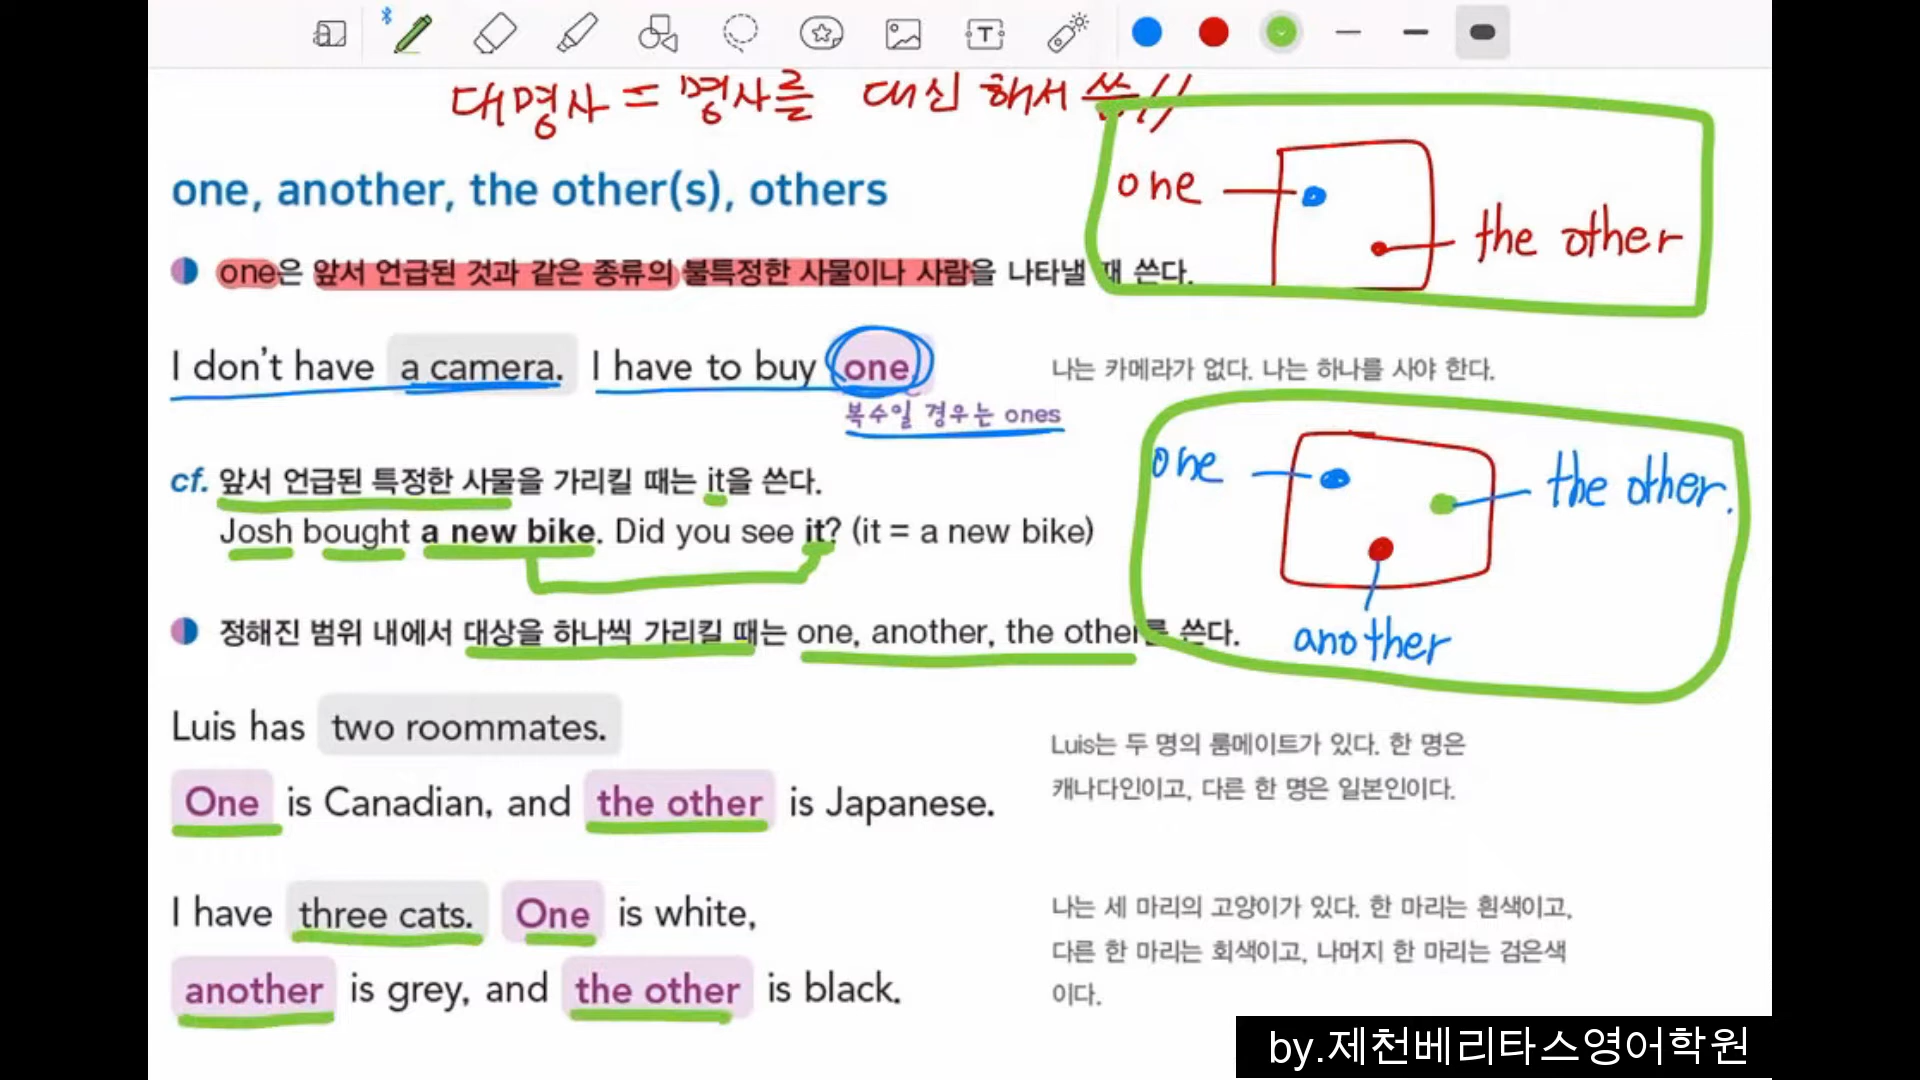 대명사 = 명사를 대신 해서 씀!!
one, another, the other(s), others
one
the other
one은 앞서 언급된 것과 같은 종류의 불특정한 사물이나 사람을 나타낼 때 쓴다.
I don't have a camera. I have to buy one.
나는 카메라가 없다. 나는 하나를 사야 한다.
복수일 경우는 ones
one
the other.
another
cf. 앞서 언급된 특정한 사물을 가리킬 때는 it을 쓴다.
Josh bought a new bike. Did you see it? (it = a new bike)
정해진 범위 내에서 대상을 하나씩 가리킬 때는 one, another, the other를 쓴다.
Luis has two roommates.
One is Canadian, and the other is Japanese.
Luis는 두 명의 룸메이트가 있다. 한 명은
캐나다인이고, 다른 한 명은 일본인이다.
I have three cats. One is white,
another is grey, and the other is black.
나는 세 마리의 고양이가 있다. 한 마리는 흰색이고,
다른 한 마리는 회색이고, 나머지 한 마리는 검은색
이다.
by.제천베리타스영어학원